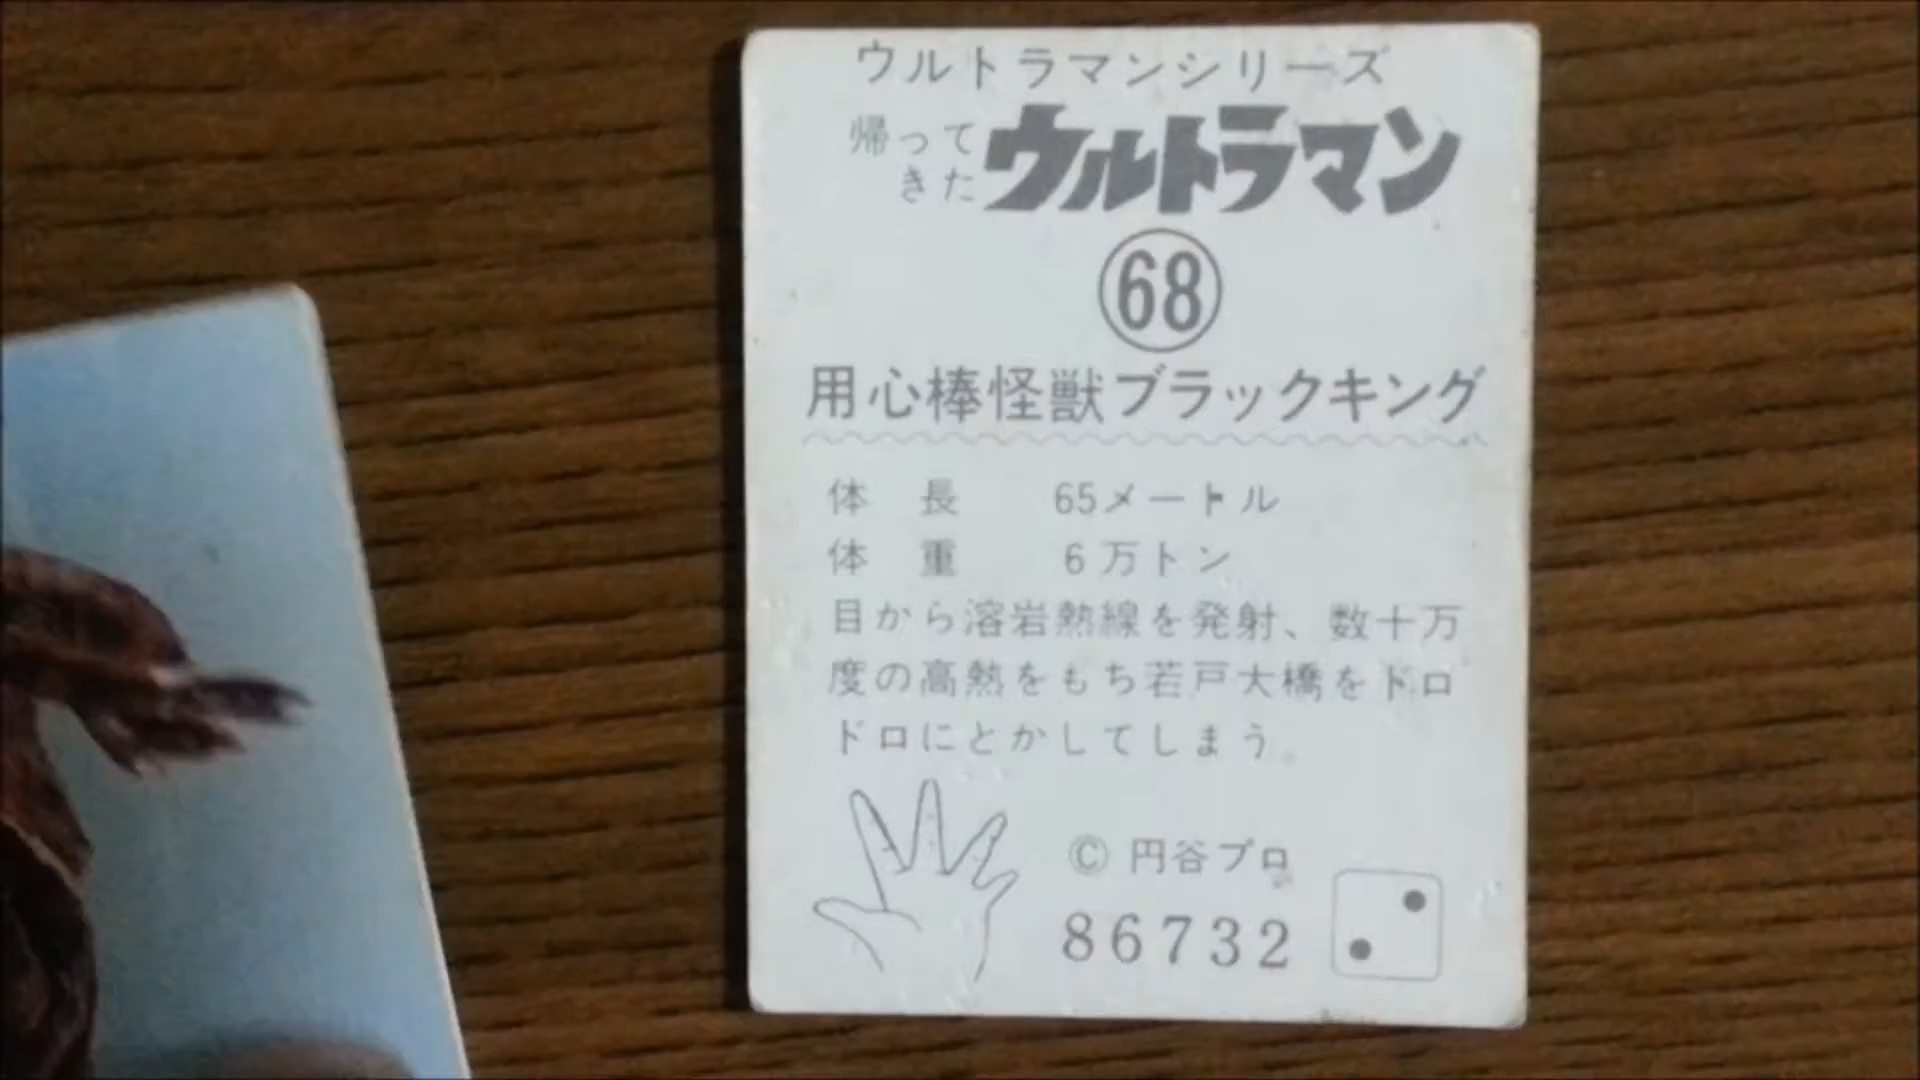 ウルトラマンシリーズ
帰って
きた
ウルトラマン
68
用心棒怪獣ブラックキング
体 長 65メートル
体 重 6万トン
目から溶岩熱線を発射、数十万
度の高熱をもち若戸大橋をドロ
ドロにとかしてしまう。
© 円谷プロ
86732